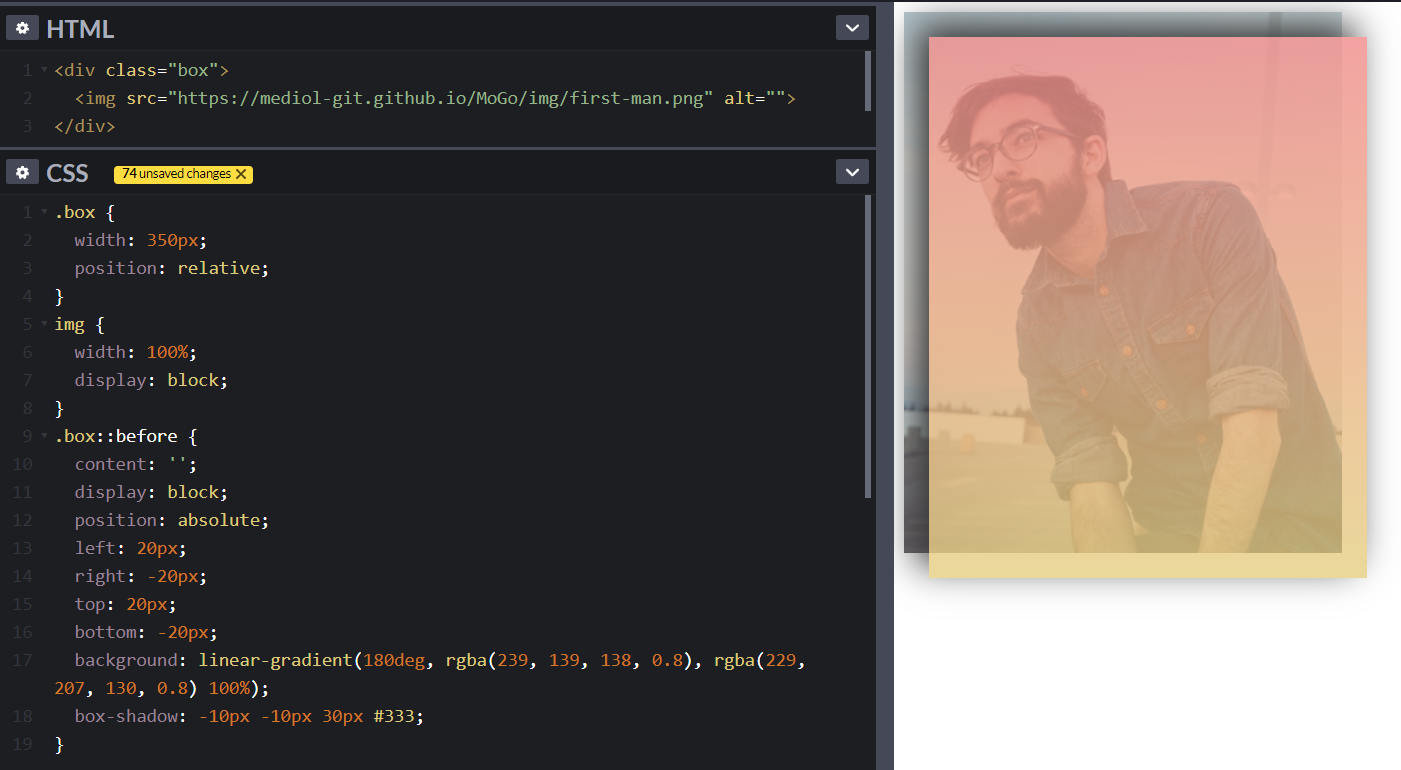 HTML
1 <div class="box">
2   <img src="https://mediol-git.github.io/MoGo/img/first-man.png" alt="">
3 </div>
CSS 74 unsaved changes ×
1 .box {
2   width: 350px;
3   position: relative;
4 }
5 img {
6   width: 100%;
7   display: block;
8 }
9 .box::before {
10   content: '';
11   display: block;
12   position: absolute;
13   left: 20px;
14   right: -20px;
15   top: 20px;
16   bottom: -20px;
17   background: linear-gradient(180deg, rgba(239, 139, 138, 0.8), rgba(229,
207, 130, 0.8) 100%);
18   box-shadow: -10px -10px 30px #333;
19 }